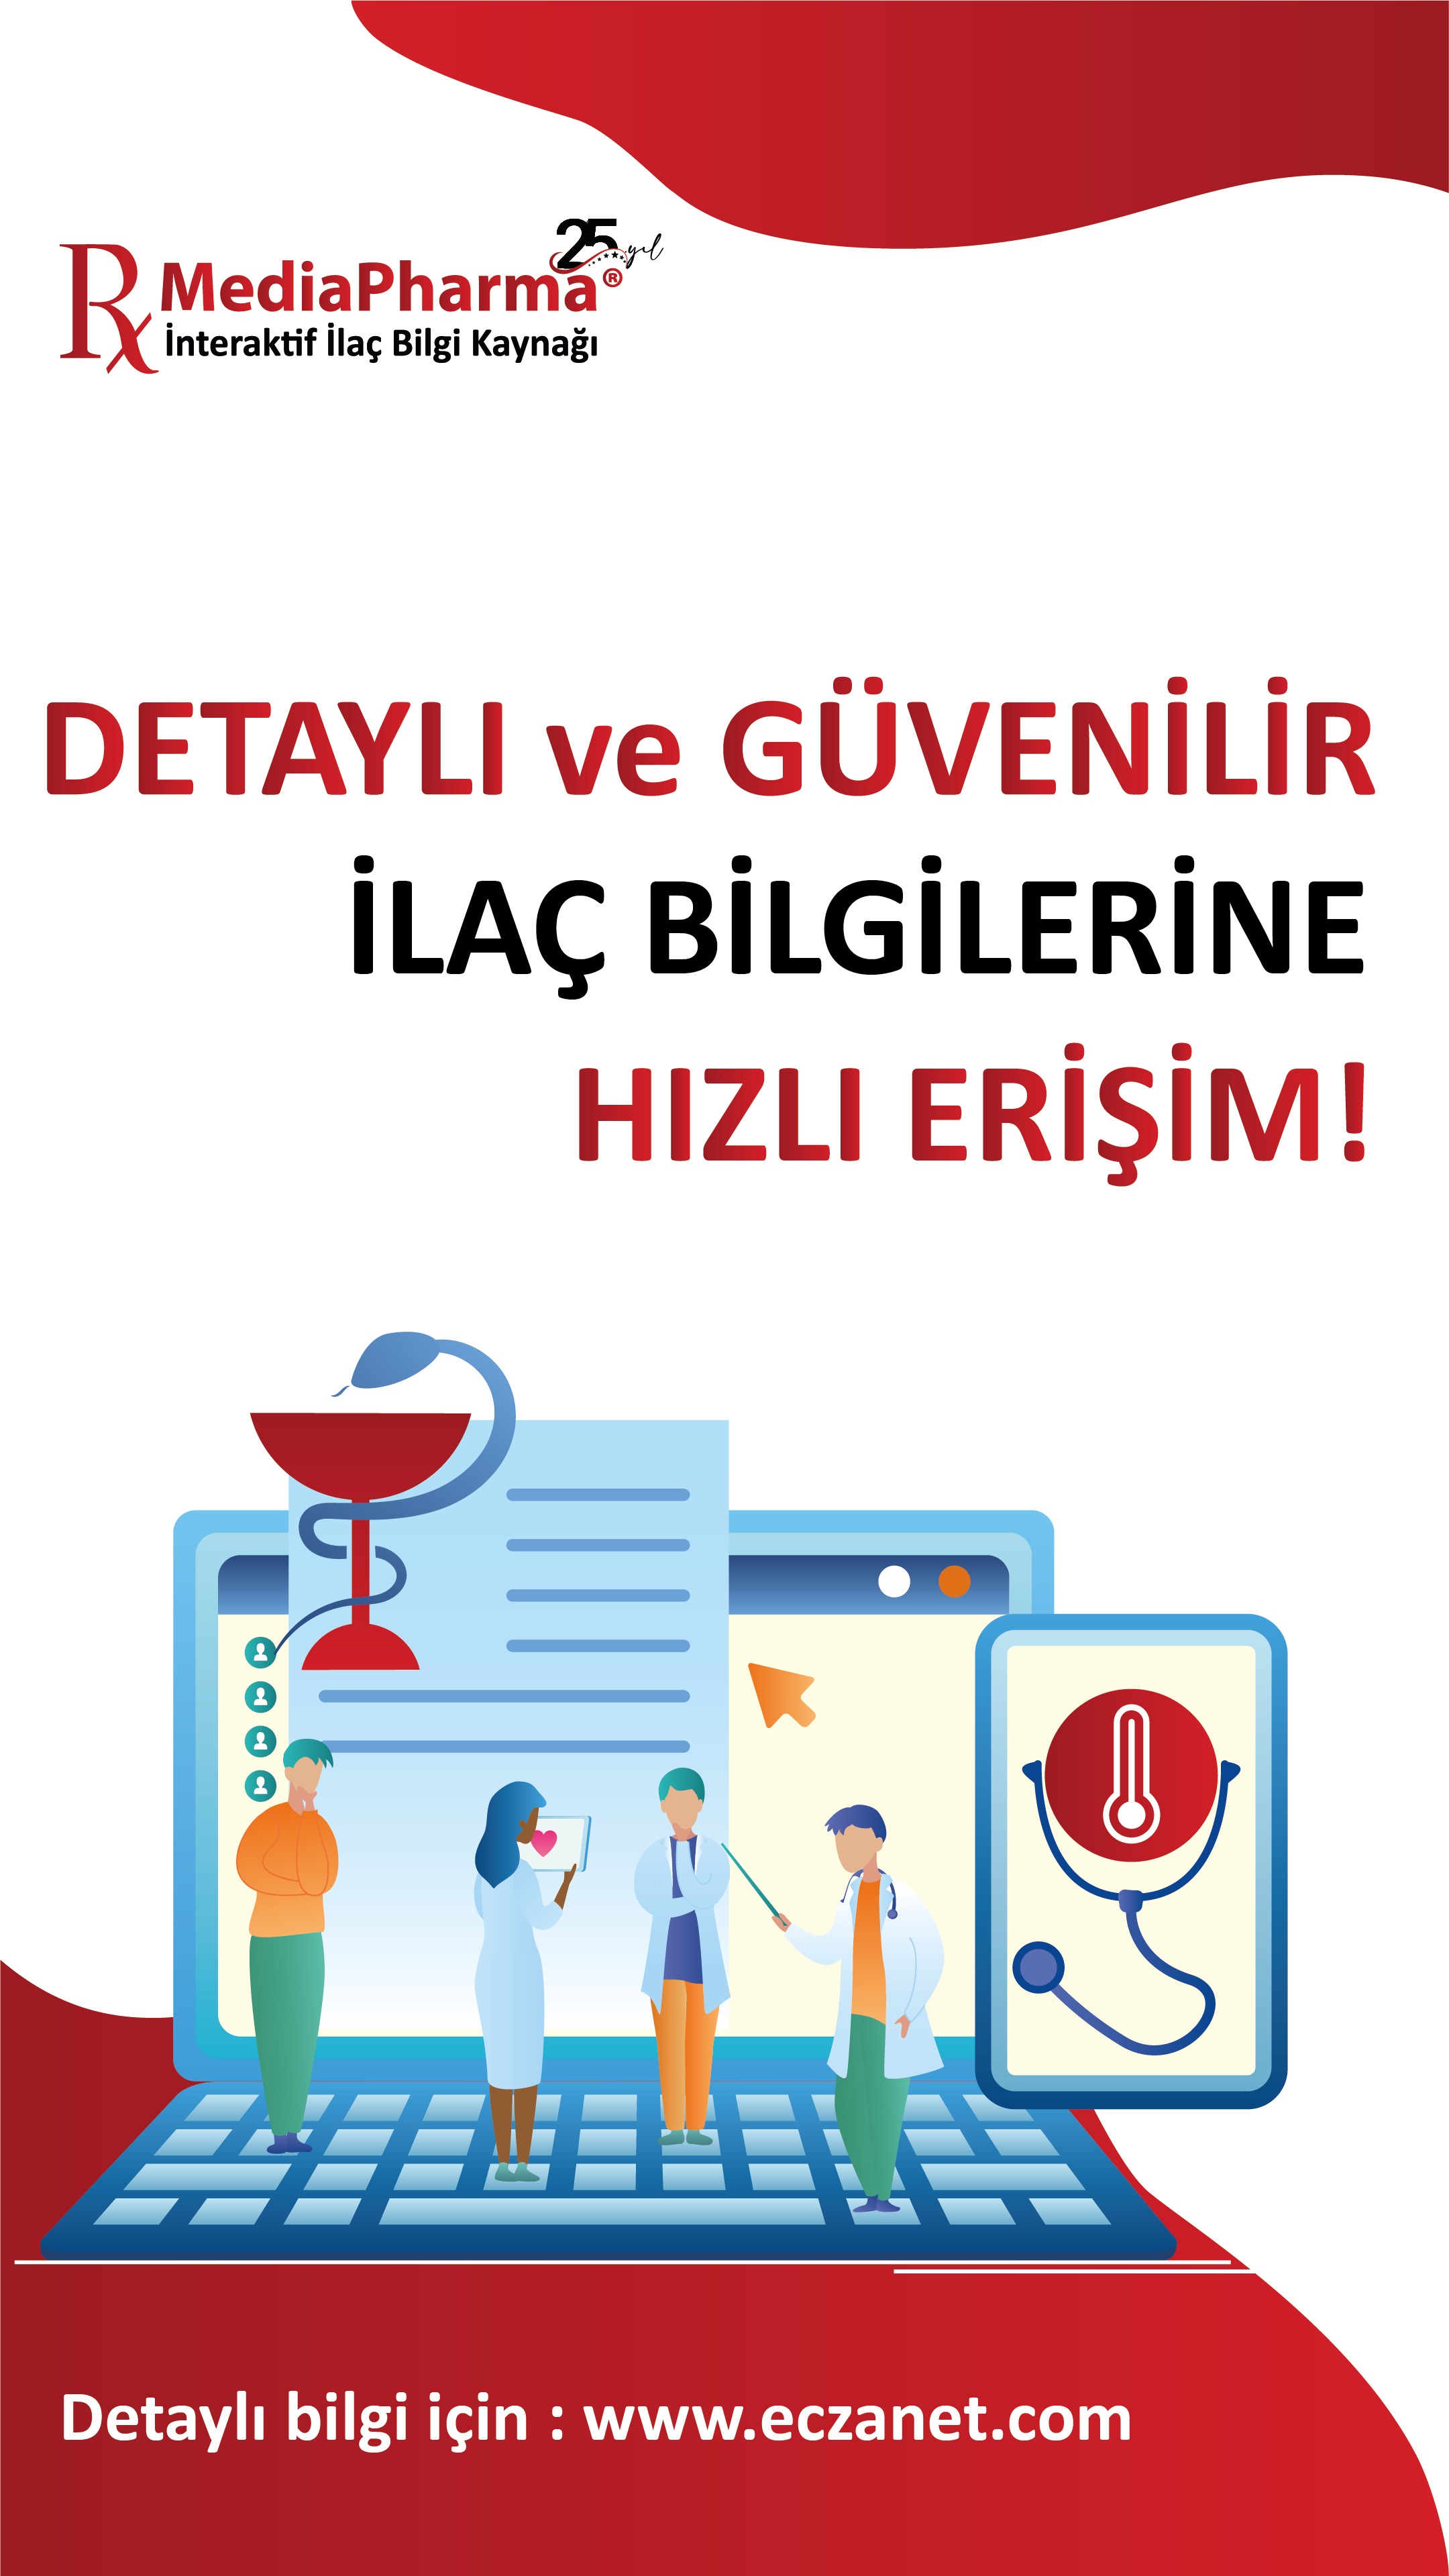 25.yıl
Rx MediaPharma®
İnteraktif İlaç Bilgi Kaynağı
DETAYLI ve GÜVENİLİR
İLAÇ BİLGİLERİNE
HIZLI ERİŞİM!
Detaylı bilgi için : www.eczanet.com